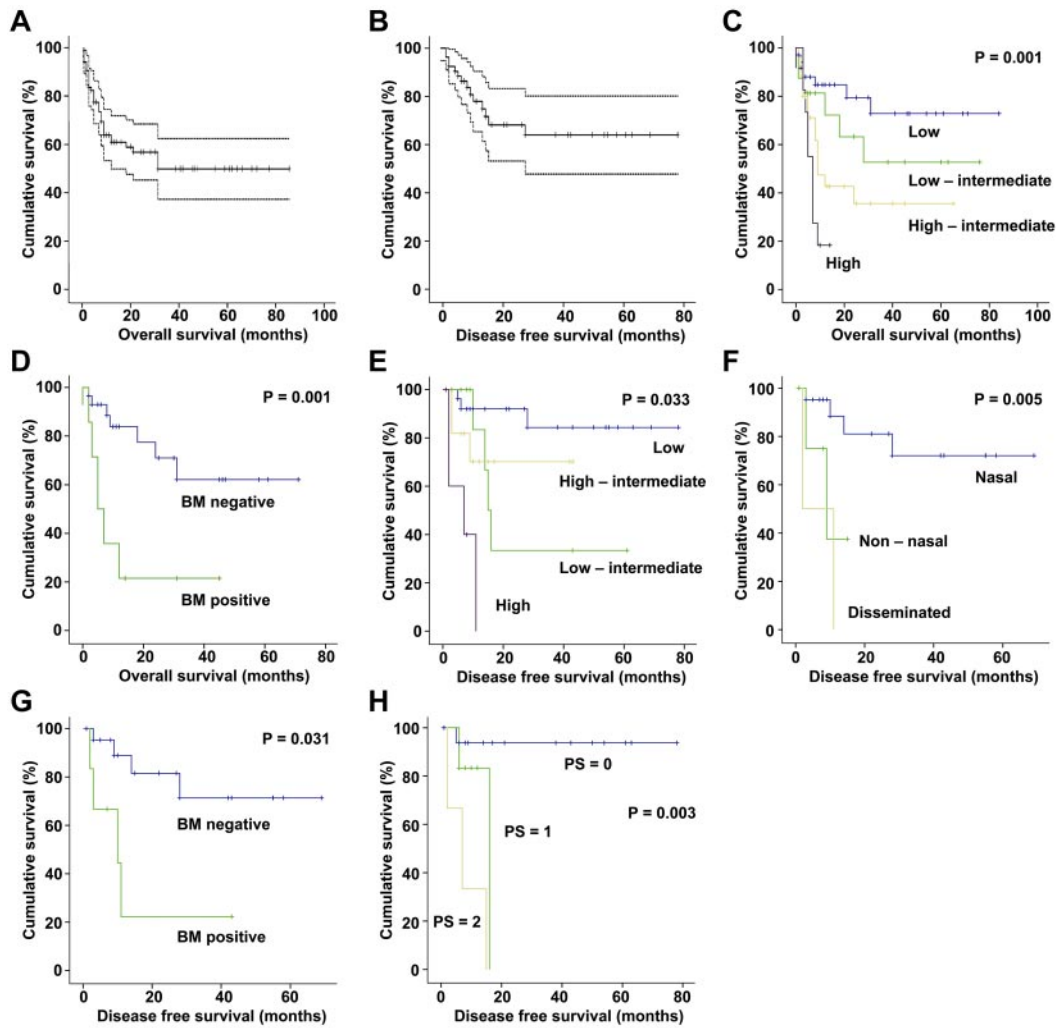 A
Cumulative survival (%)
100
80
60
40
20
0
0 20 40 60 80 100
Overall survival (months)
B
Cumulative survival (%)
100
80
60
40
20
0
0 20 40 60 80
Disease free survival (months)
C
Cumulative survival (%)
100
80
60
40
20
0
P = 0.001
Low
Low – intermediate
High – intermediate
High
0 20 40 60 80 100
Overall survival (months)
D
Cumulative survival (%)
100
80
60
40
20
0
P = 0.001
BM negative
BM positive
0 20 40 60 80
Overall survival (months)
E
Cumulative survival (%)
100
80
60
40
20
0
P = 0.033
Low
High – intermediate
Low – intermediate
High
0 20 40 60 80
Disease free survival (months)
F
Cumulative survival (%)
100
80
60
40
20
0
P = 0.005
Nasal
Non – nasal
Disseminated
0 20 40 60
Disease free survival (months)
G
Cumulative survival (%)
100
80
60
40
20
0
P = 0.031
BM negative
BM positive
0 20 40 60
Disease free survival (months)
H
Cumulative survival (%)
100
80
60
40
20
0
PS = 0
P = 0.003
PS = 1
PS = 2
0 20 40 60 80
Disease free survival (months)